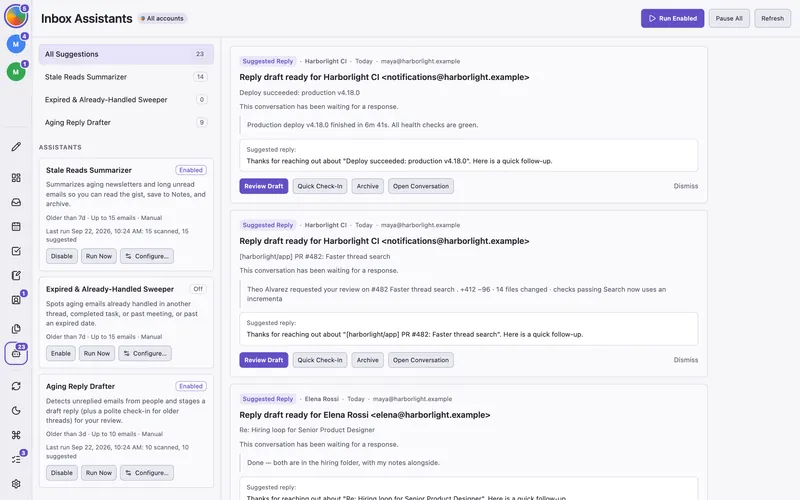 5
Inbox Assistants
All accounts
Run Enabled
Pause All
Refresh
M
4
M
1
All Suggestions
23
Stale Reads Summarizer
14
Expired & Already-Handled Sweeper
0
Aging Reply Drafter
9
ASSISTANTS
Stale Reads Summarizer
Enabled
Summarizes aging newsletters and long unread
emails so you can read the gist, save to Notes, and
archive.
Older than 7d · Up to 15 emails · Manual
Last run Sep 22, 2026, 10:24 AM: 15 scanned, 15
suggested
Disable
Run Now
Configure...
Expired & Already-Handled Sweeper
Off
Spots aging emails already handled in another
thread, completed task, or past meeting, or past
an expired date.
Older than 7d · Up to 15 emails · Manual
Enable
Run Now
Configure...
Aging Reply Drafter
Enabled
Detects unreplied emails from people and stages a
draft reply (plus a polite check-in for older
threads) for your review.
Older than 3d · Up to 10 emails · Manual
Last run Sep 22, 2026, 10:24 AM: 10 scanned, 10
suggested
Disable
Run Now
Configure...
1
23
3
Suggested Reply · Harborlight CI · Today · maya@harborlight.example
Reply draft ready for Harborlight CI <notifications@harborlight.example>
Deploy succeeded: production v4.18.0
This conversation has been waiting for a response.
Production deploy v4.18.0 finished in 6m 41s. All health checks are green.
Suggested reply:
Thanks for reaching out about "Deploy succeeded: production v4.18.0". Here is a quick follow-up.
Review Draft
Quick Check-In
Archive
Open Conversation
Dismiss
Suggested Reply · Harborlight CI · Today · maya@harborlight.example
Reply draft ready for Harborlight CI <notifications@harborlight.example>
[harborlight/app] PR #482: Faster thread search
This conversation has been waiting for a response.
Theo Alvarez requested your review on #482 Faster thread search . +412 −96 · 14 files changed · checks passing Search now uses an
incrementa
Suggested reply:
Thanks for reaching out about "[harborlight/app] PR #482: Faster thread search". Here is a quick follow-up.
Review Draft
Quick Check-In
Archive
Open Conversation
Dismiss
Suggested Reply · Elena Rossi · Today · maya@harborlight.example
Reply draft ready for Elena Rossi <elena@harborlight.example>
Re: Hiring loop for Senior Product Designer
This conversation has been waiting for a response.
Done — both are in the hiring folder, with my notes alongside.
Suggested reply:
Thanks for reaching out about "Re: Hiring loop for Senior Product Designer". Here is a quick follow-up.